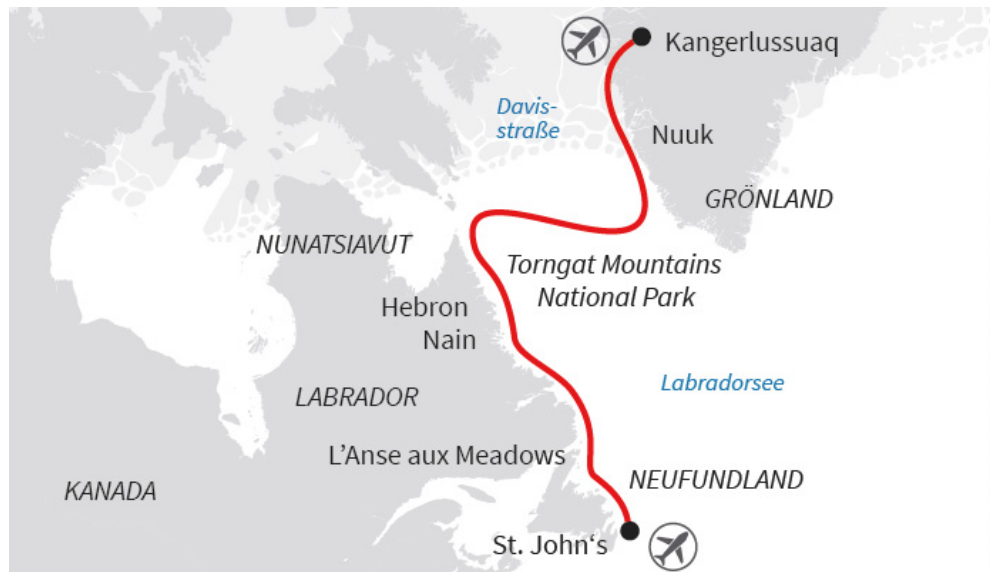 Kangerlussuaq
Davis-
straße
Nuuk
GRÖNLAND
NUNATSIAVUT
Torngat Mountains
National Park
Hebron
Nain
Labradorsee
LABRADOR
L’Anse aux Meadows
NEUFUNDLAND
KANADA
St. John‘s